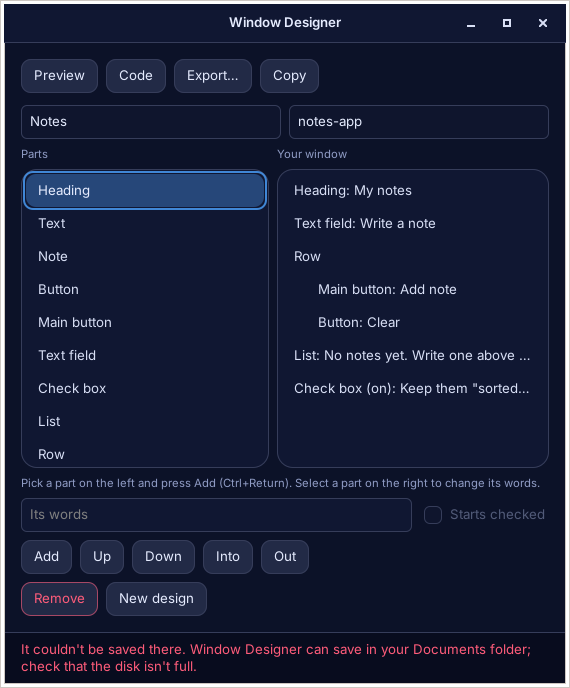 Window Designer
Preview Code Export... Copy
Notes notes-app
Parts Your window
Heading
Text
Note
Button
Main button
Text field
Check box
List
Row
Heading: My notes
Text field: Write a note
Row
Main button: Add note
Button: Clear
List: No notes yet. Write one above ...
Check box (on): Keep them "sorted...
Pick a part on the left and press Add (Ctrl+Return). Select a part on the right to change its words.
Its words Starts checked
Add Up Down Into Out
Remove New design
It couldn't be saved there. Window Designer can save in your Documents folder;
check that the disk isn't full.